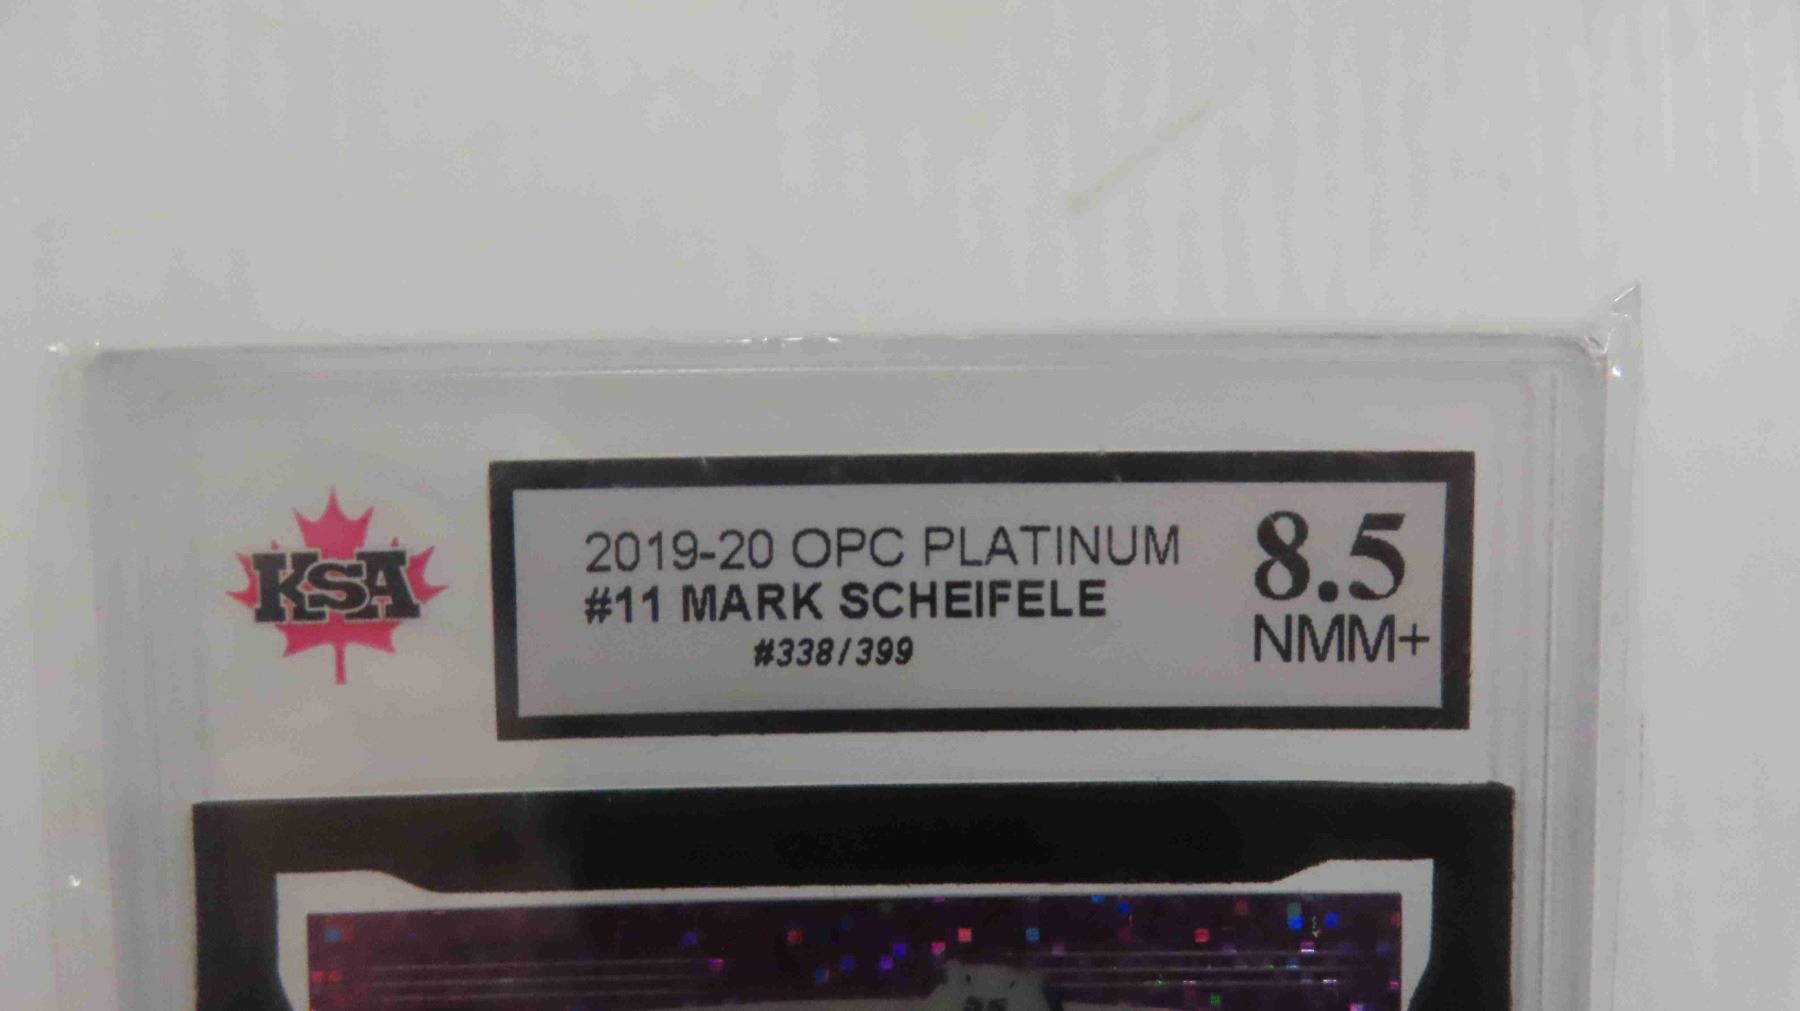 KSA
2019-20 OPC PLATINUM
#11 MARK SCHEIFELE
#338/399
8.5
NMM+